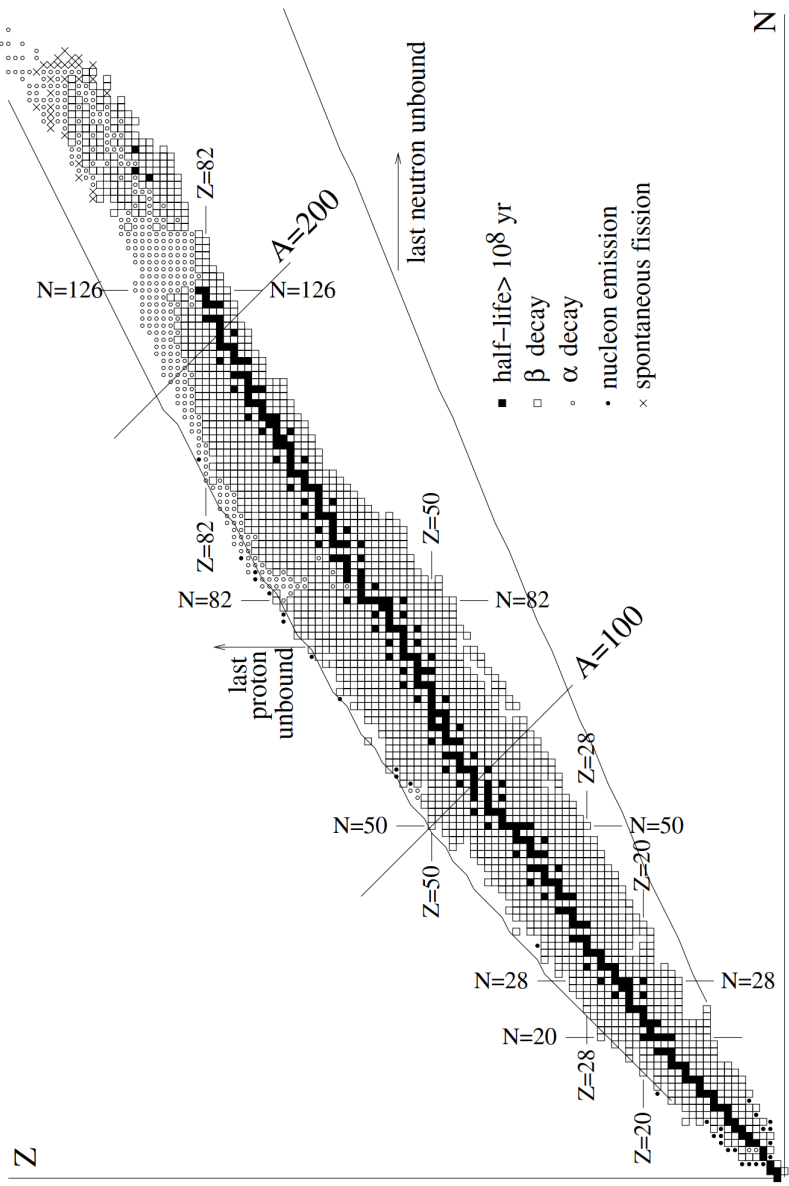 Z
N
N=126
Z=82
A=200
N=126
last neutron unbound
half−life> 10⁸ yr
β decay
α decay
nucleon emission
spontaneous fission
Z=82
N=82
Z=50
N=82
last
proton
unbound
A=100
N=50
Z=28
N=50
Z=50
Z=20
N=28
N=28
N=20
Z=28
Z=20